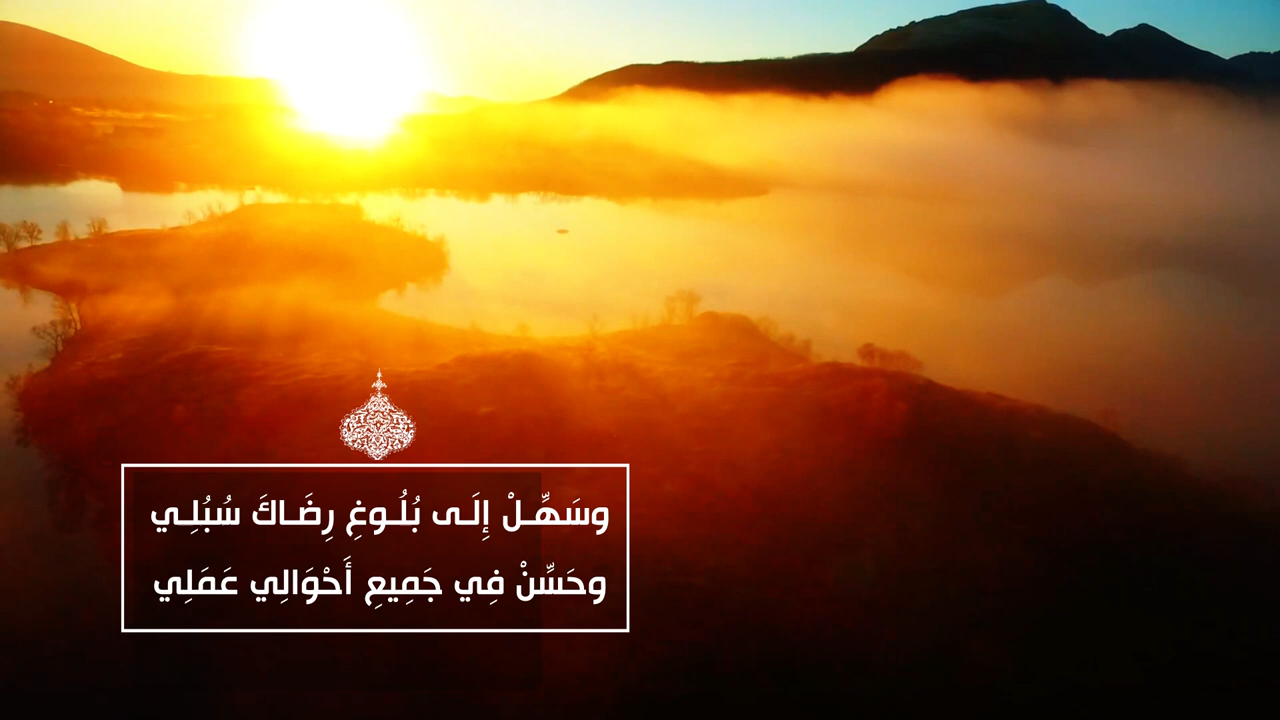 وسَهِّـلْ إِلَـى بُلُـوغِ رِضَـاكَ سُبُلِـي
وحَسِّنْ فِي جَمِيعِ أَحْوَالِي عَمَلِي